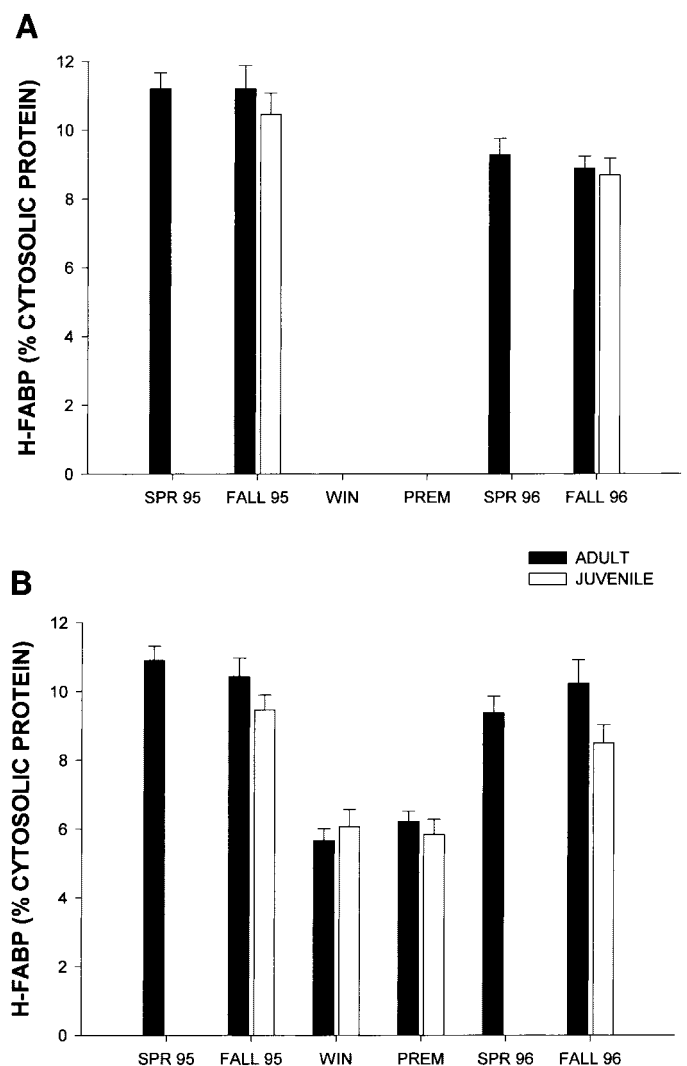 A
H-FABP (% CYTOSOLIC PROTEIN)
12
10
8
6
4
2
0
SPR 95 FALL 95 WIN PREM SPR 96 FALL 96
ADULT
JUVENILE
B
H-FABP (% CYTOSOLIC PROTEIN)
12
10
8
6
4
2
0
SPR 95 FALL 95 WIN PREM SPR 96 FALL 96